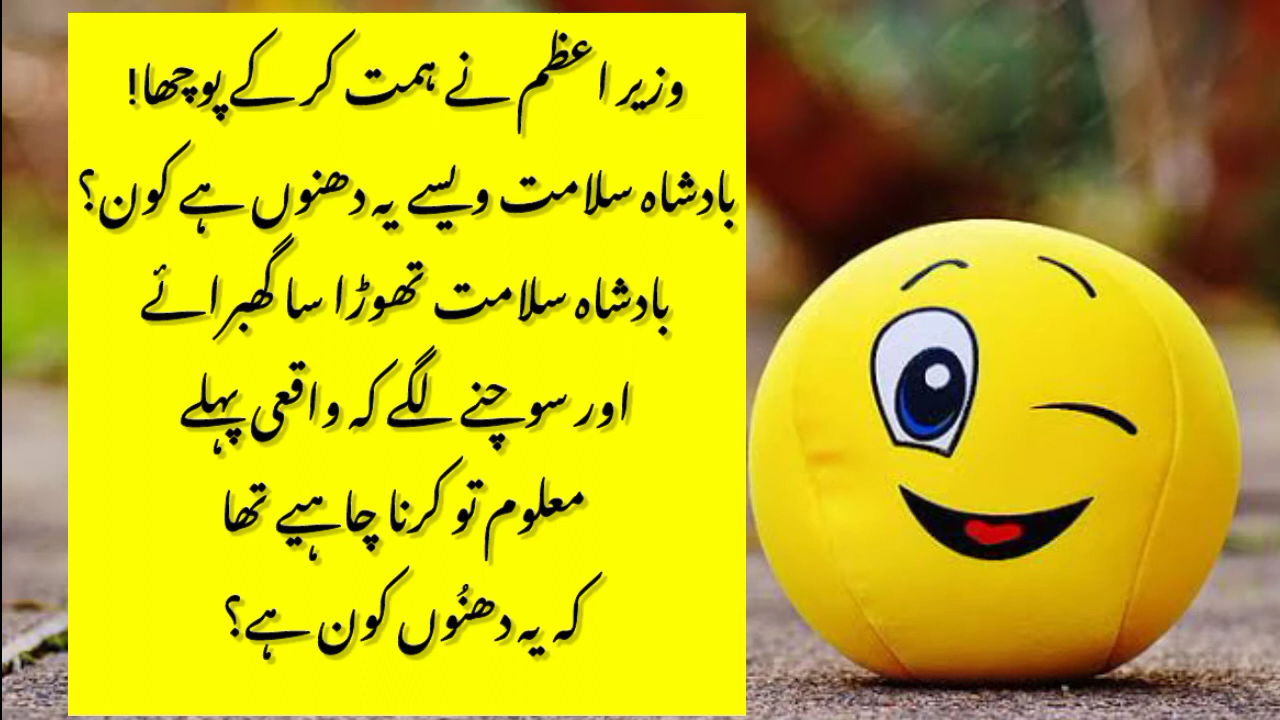 وزیر اعظم نے ہمت کر کے پوچھا!
بادشاہ سلامت ویسے یہ دھنوں ہے کون؟
بادشاہ سلامت تھوڑا سا گھبرائے
اور سوچنے لگے کہ واقعی پہلے
معلوم تو کرنا چاہیے تھا
کہ یہ دھنُوں کون ہے؟